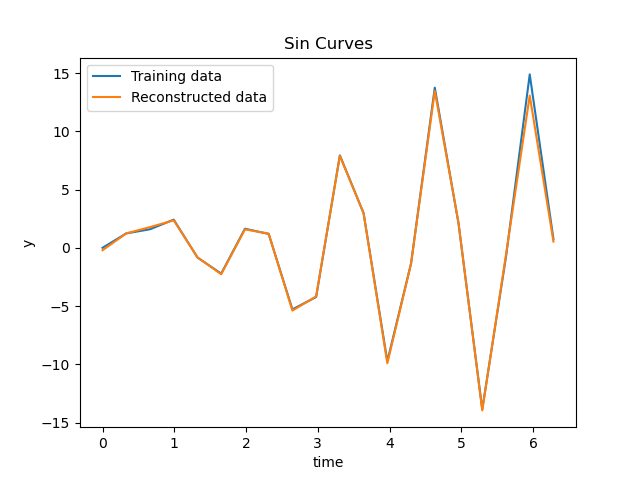 Sin Curves
Training data
Reconstructed data
15
10
5
0
−5
−10
−15
y
0 1 2 3 4 5 6
time